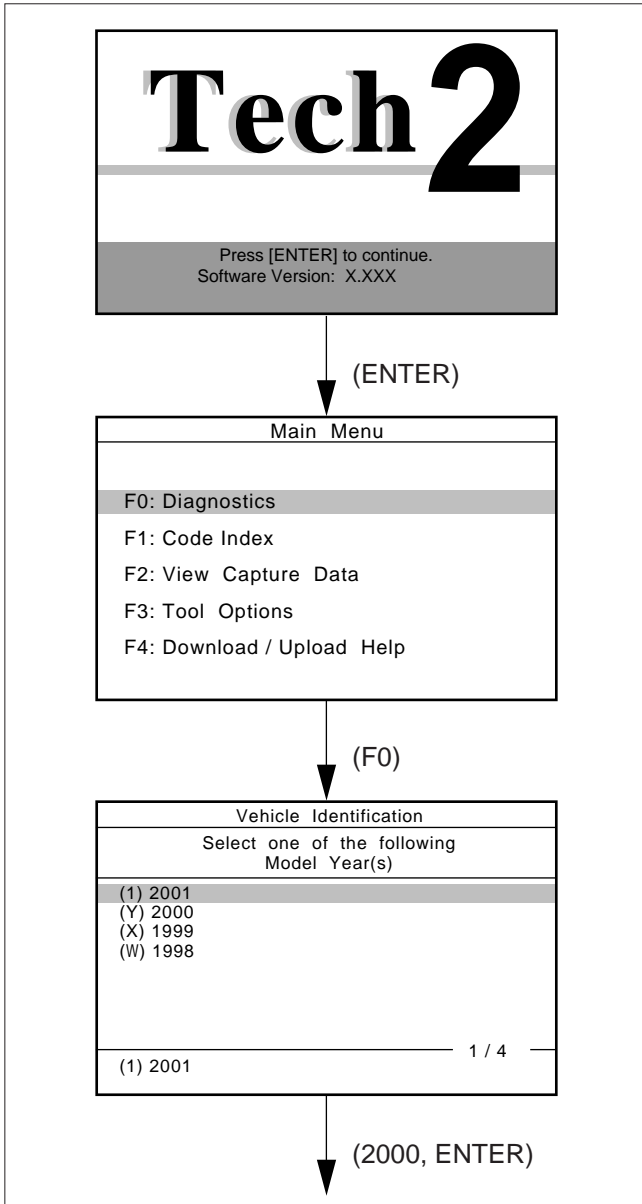 Tech 2
Press [ENTER] to continue.
Software Version: X.XXX
(ENTER)
Main Menu
F0: Diagnostics
F1: Code Index
F2: View Capture Data
F3: Tool Options
F4: Download / Upload Help
(F0)
Vehicle Identification
Select one of the following
Model Year(s)
(1) 2001
(Y) 2000
(X) 1999
(W) 1998
1 / 4
(1) 2001
(2000, ENTER)